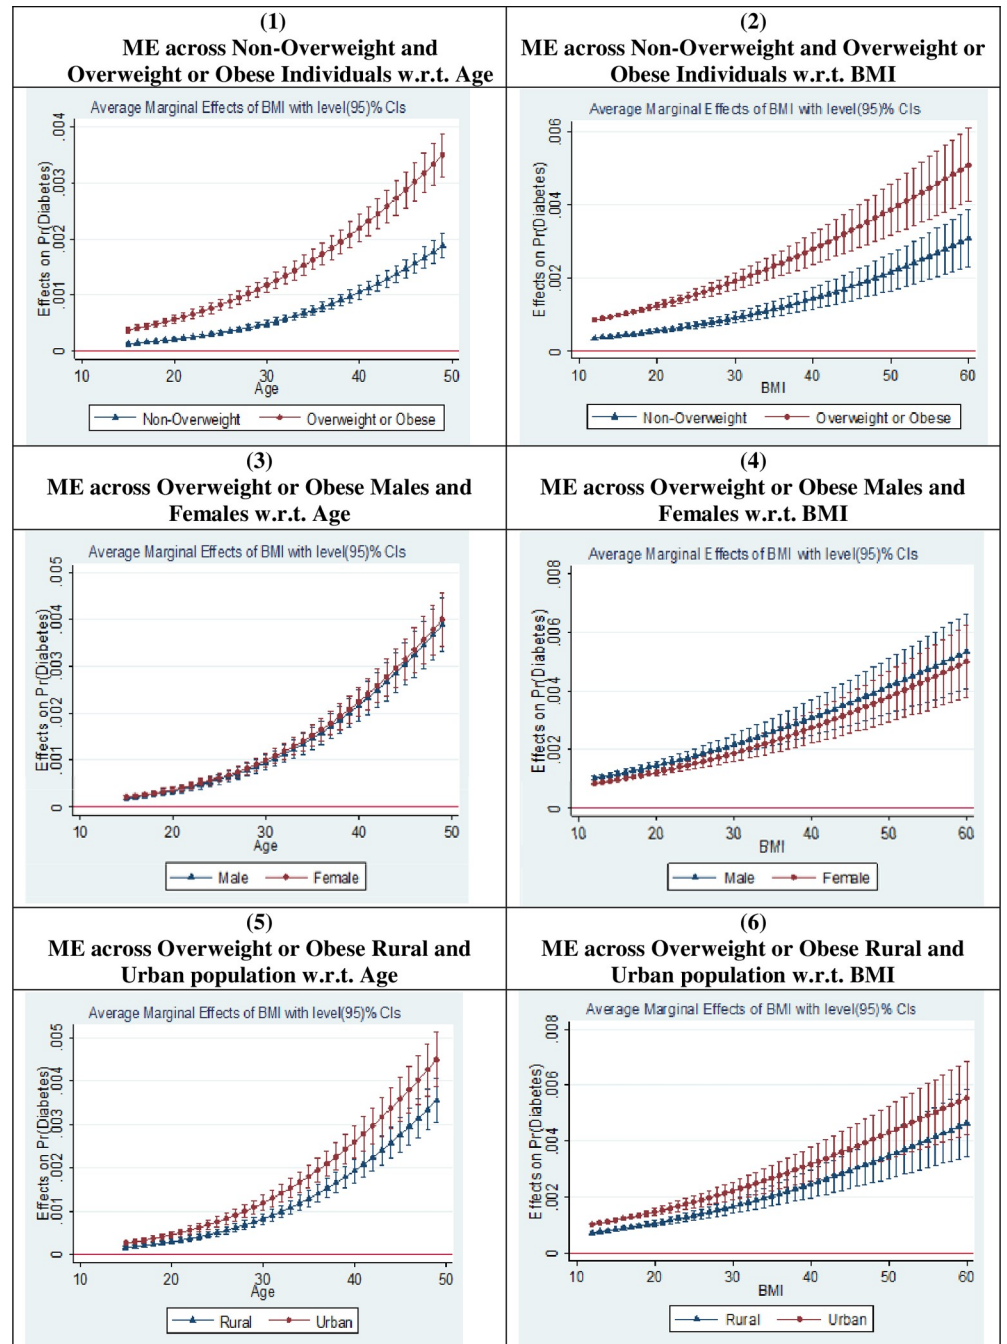 (1)
ME across Non-Overweight and
Overweight or Obese Individuals w.r.t. Age
Average Marginal Effects of BMI with level(95)% CIs
Effects on Pr(Diabetes)
.004
.003
.002
.001
0
10 20 30 40 50
Age
Non-Overweight Overweight or Obese
(2)
ME across Non-Overweight and Overweight or
Obese Individuals w.r.t. BMI
Average Marginal Effects of BMI with level(95)% CIs
Effects on Pr(Diabetes)
.006
.004
.002
0
10 20 30 40 50 60
BMI
Non-Overweight Overweight or Obese
(3)
ME across Overweight or Obese Males and
Females w.r.t. Age
Average Marginal Effects of BMI with level(95)% CIs
Effects on Pr(Diabetes)
.005
.004
.003
.002
.001
0
10 20 30 40 50
Age
Male Female
(4)
ME across Overweight or Obese Males and
Females w.r.t. BMI
Average Marginal Effects of BMI with level(95)% CIs
Effects on Pr(Diabetes)
.008
.006
.004
.002
0
10 20 30 40 50 60
BMI
Male Female
(5)
ME across Overweight or Obese Rural and
Urban population w.r.t. Age
Average Marginal Effects of BMI with level(95)% CIs
Effects on Pr(Diabetes)
.005
.004
.003
.002
.001
0
10 20 30 40 50
Age
Rural Urban
(6)
ME across Overweight or Obese Rural and
Urban population w.r.t. BMI
Average Marginal Effects of BMI with level(95)% CIs
Effects on Pr(Diabetes)
.008
.006
.004
.002
0
10 20 30 40 50 60
BMI
Rural Urban